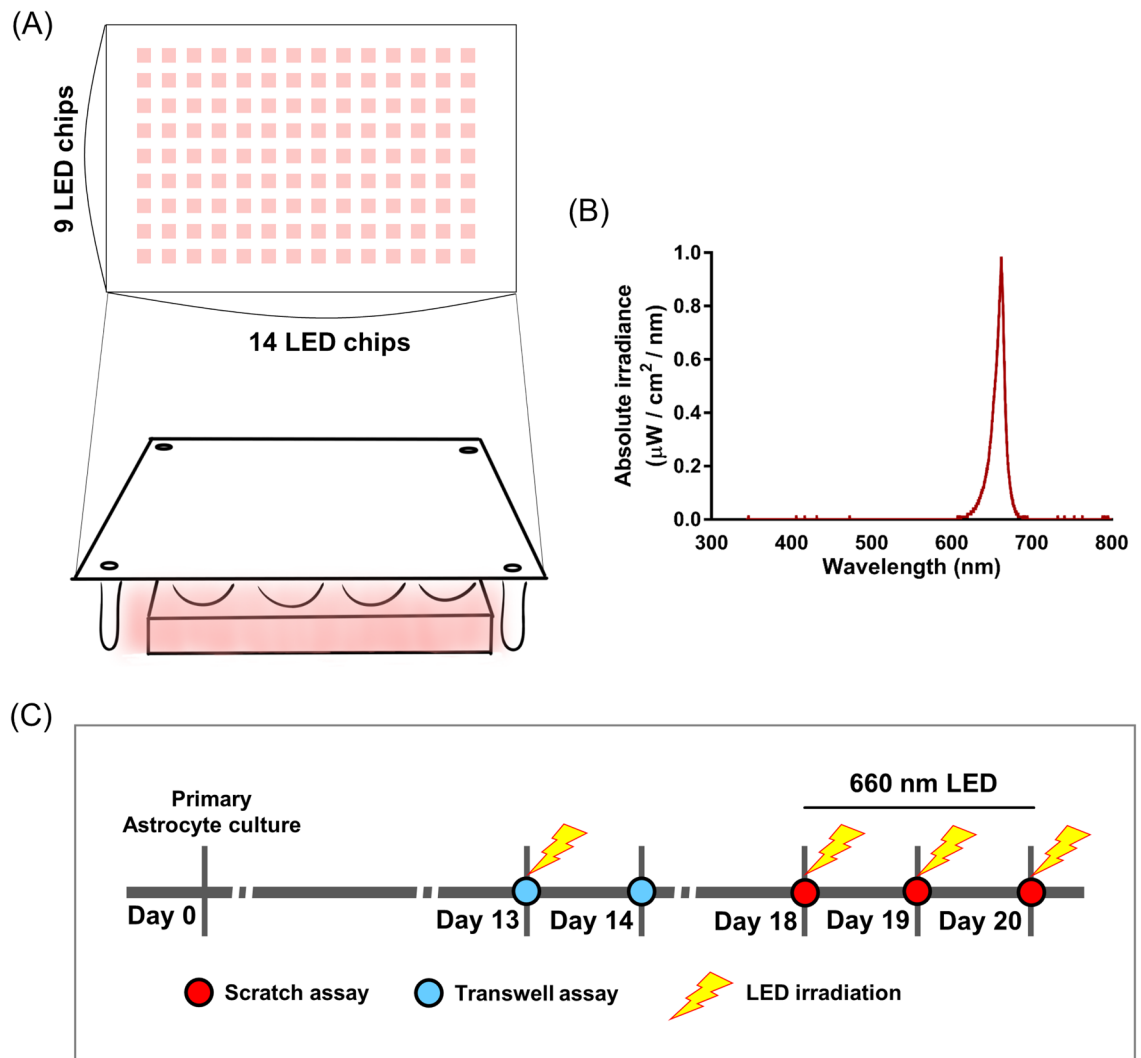 (A)
9 LED chips
14 LED chips
(B)
Absolute irradiance
(μW / cm² / nm)
1.0
0.8
0.6
0.4
0.2
0.0
300 400 500 600 700 800
Wavelength (nm)
(C)
660 nm LED
Primary
Astrocyte culture
Day 0 Day 13 Day 14 Day 18 Day 19 Day 20
Scratch assay Transwell assay LED irradiation